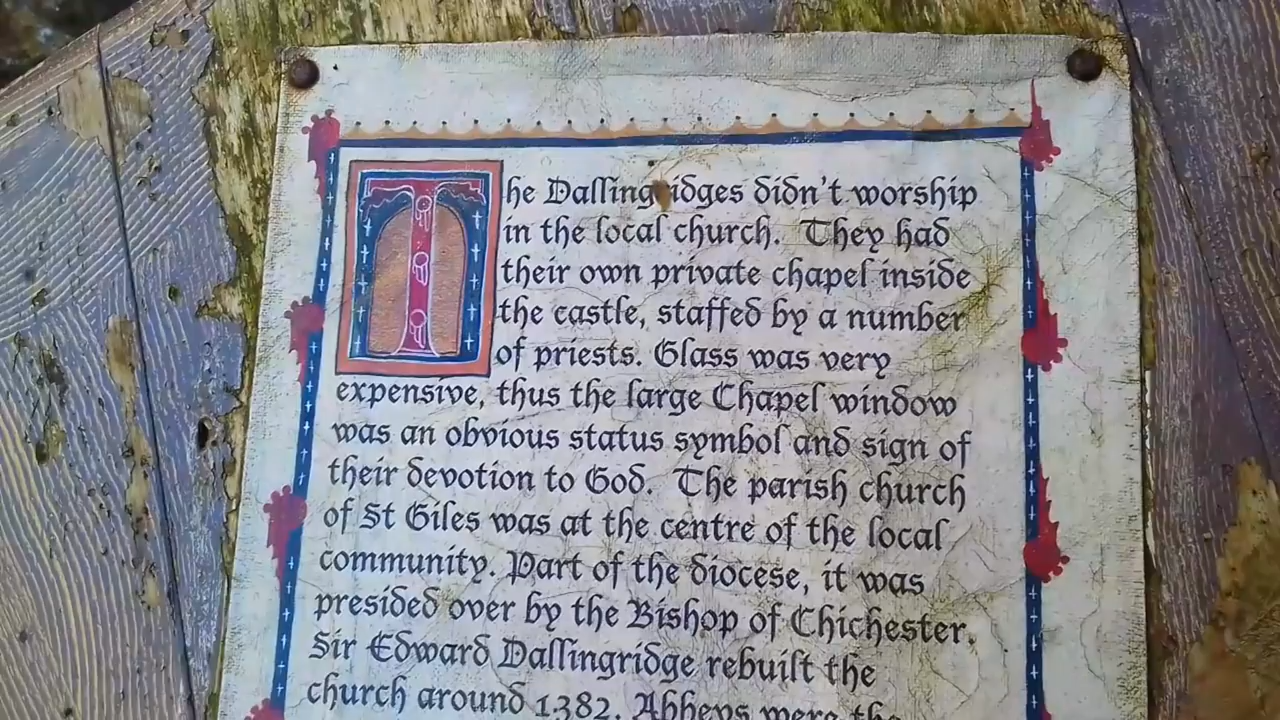 The Dallingridges didn't worship
in the local church. They had
their own private chapel inside
the castle, staffed by a number
of priests. Glass was very
expensive, thus the large Chapel window
was an obvious status symbol and sign of
their devotion to God. The parish church
of St Giles was at the centre of the local
community. Part of the diocese, it was
presided over by the Bishop of Chichester.
Sir Edward Dallingridge rebuilt the
church around 1382. Abbeys were the